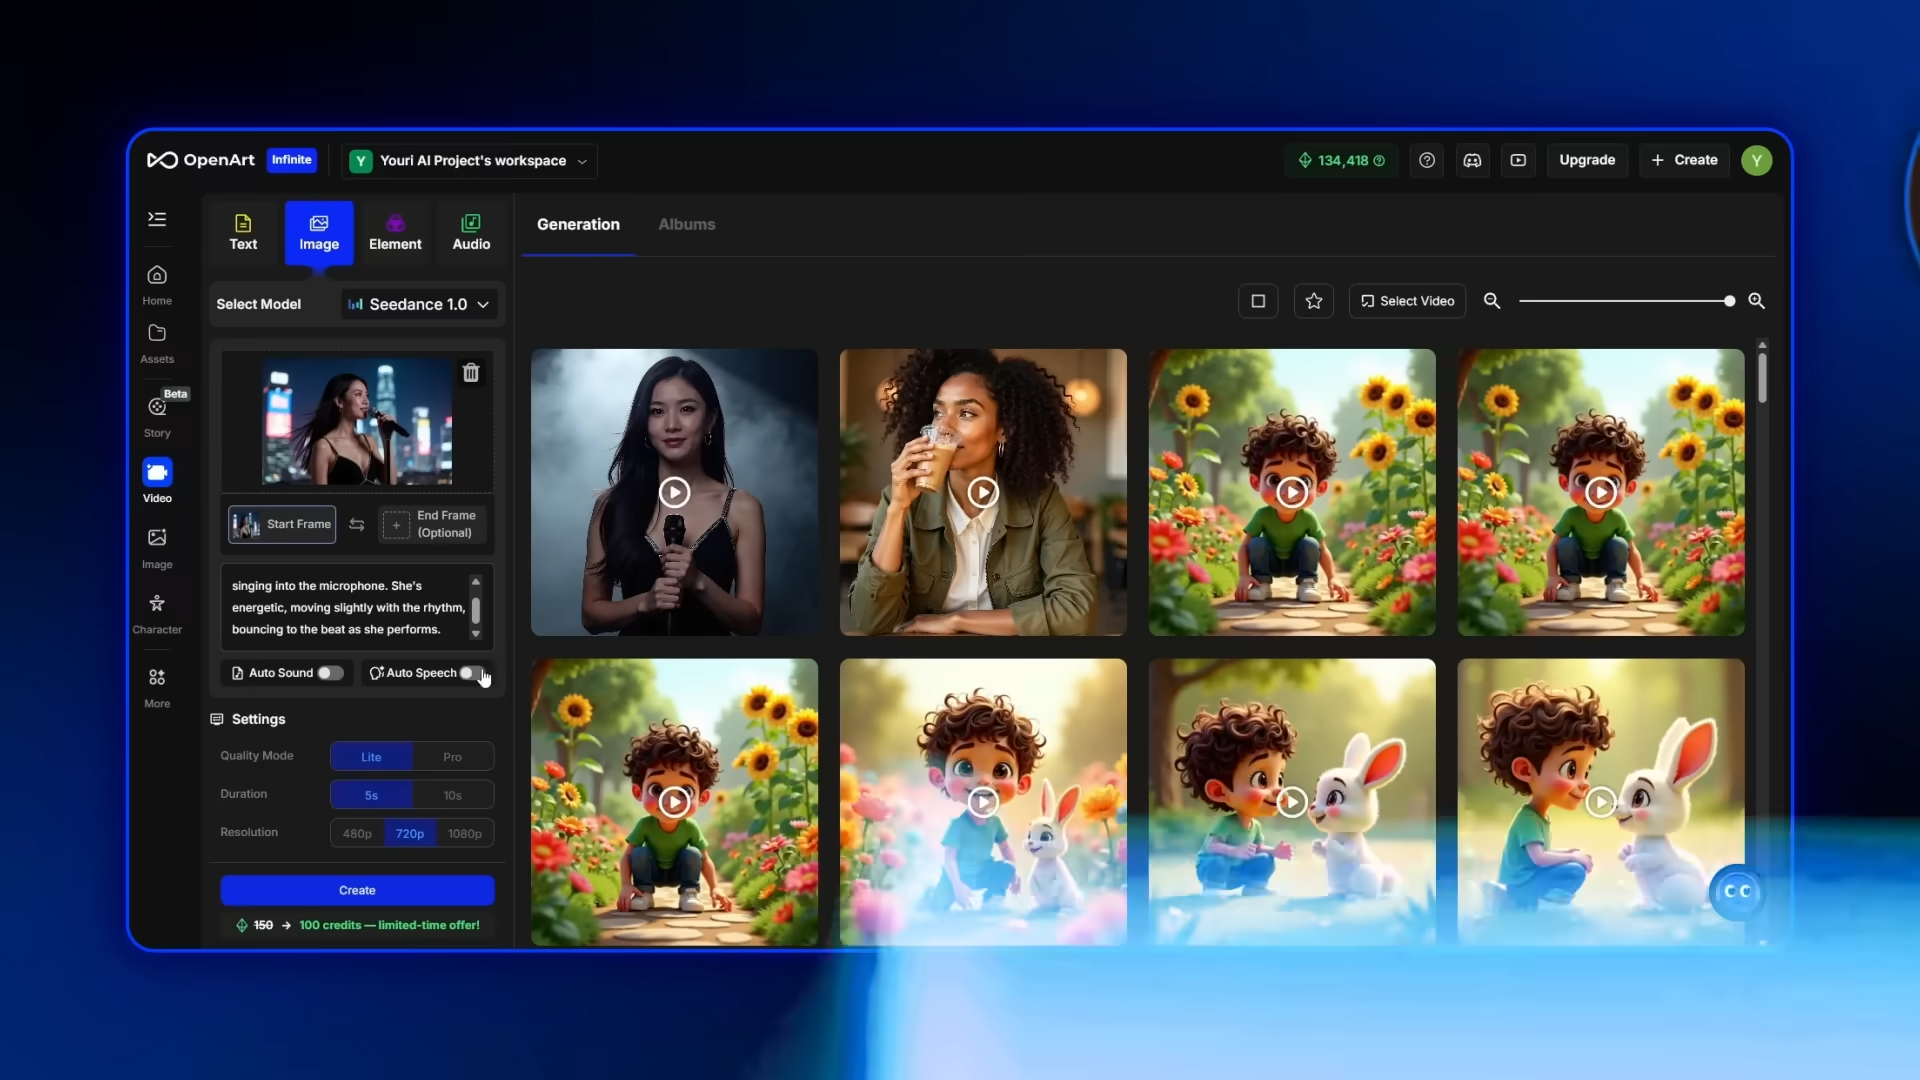 OpenArt
Infinite
Y
Youri AI Project's workspace
134,418
Upgrade
+ Create
Y
Home
Assets
Beta
Story
Video
Image
Character
More
Text
Image
Element
Audio
Select Model
Seedance 1.0
Start Frame
+
End Frame
(Optional)
singing into the microphone. She's
energetic, moving slightly with the rhythm,
bouncing to the beat as she performs.
Auto Sound
Auto Speech
Settings
Quality Mode
Lite
Pro
Duration
5s
10s
Resolution
480p
720p
1080p
Create
150 → 100 credits — limited-time offer!
Generation
Albums
Select Video